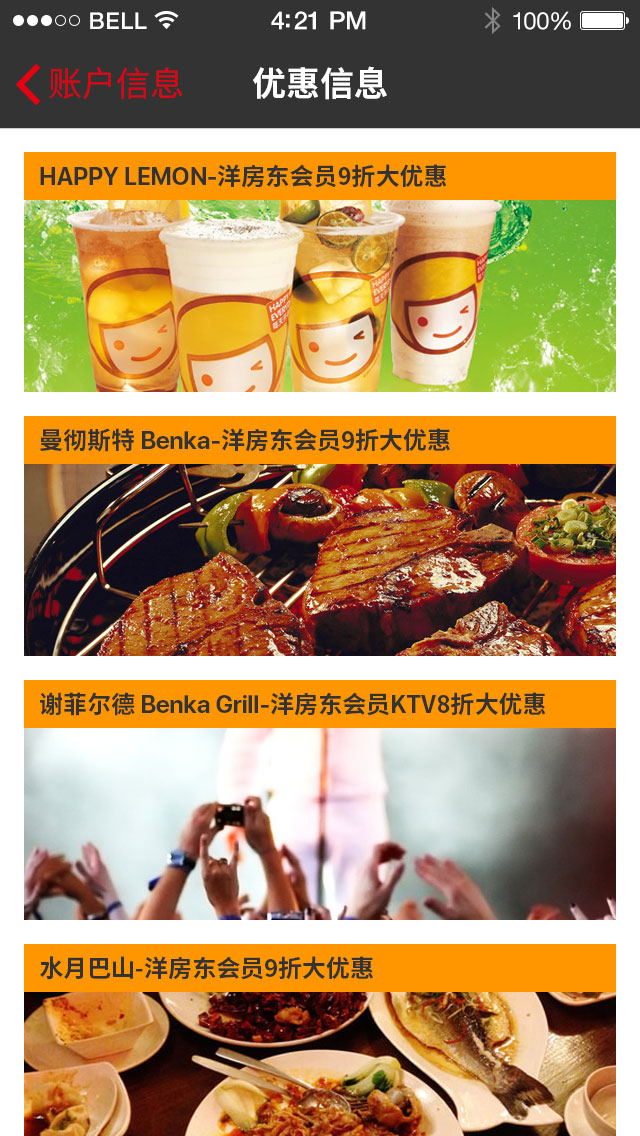 BELL 4:21 PM 100%
账户信息 优惠信息
HAPPY LEMON-洋房东会员9折大优惠
HAPPY
曼彻斯特 Benka-洋房东会员9折大优惠
谢菲尔德 Benka Grill-洋房东会员KTV8折大优惠
水月巴山-洋房东会员9折大优惠